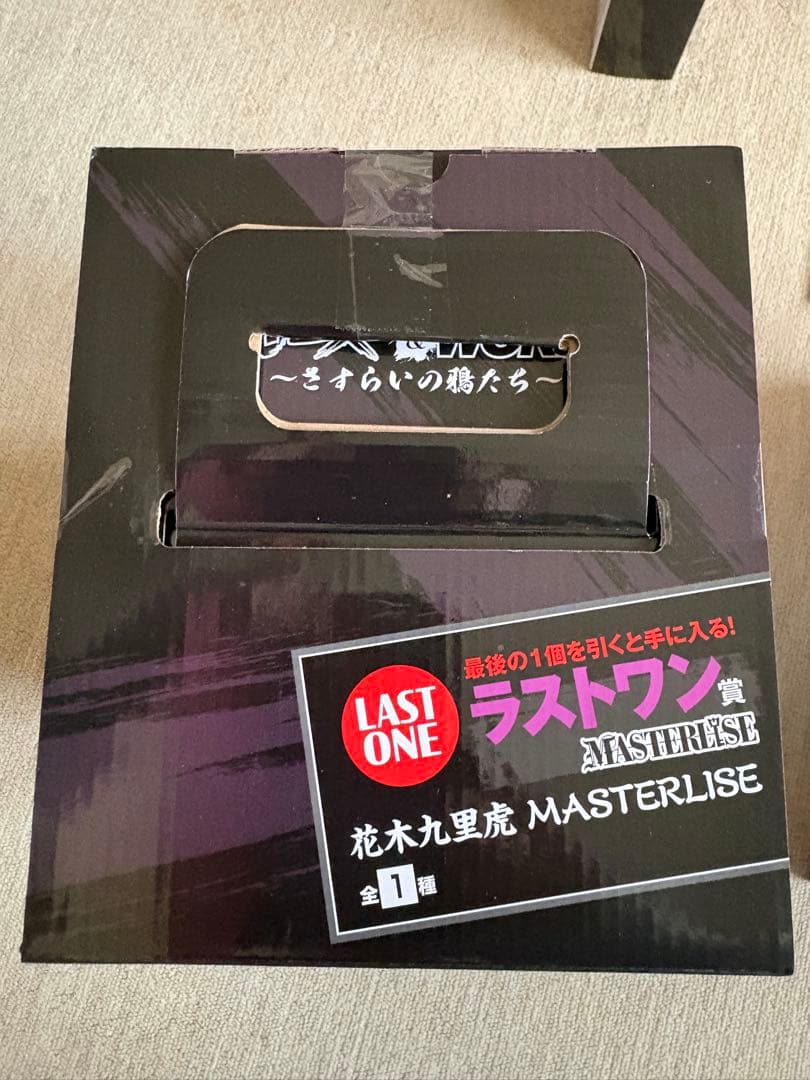 ～さすらいの鴉たち～
最後の1個を引くと手に入る!
LAST
ONE
ラストワン賞
MASTERLISE
花木九里虎 MASTERLISE
全1種